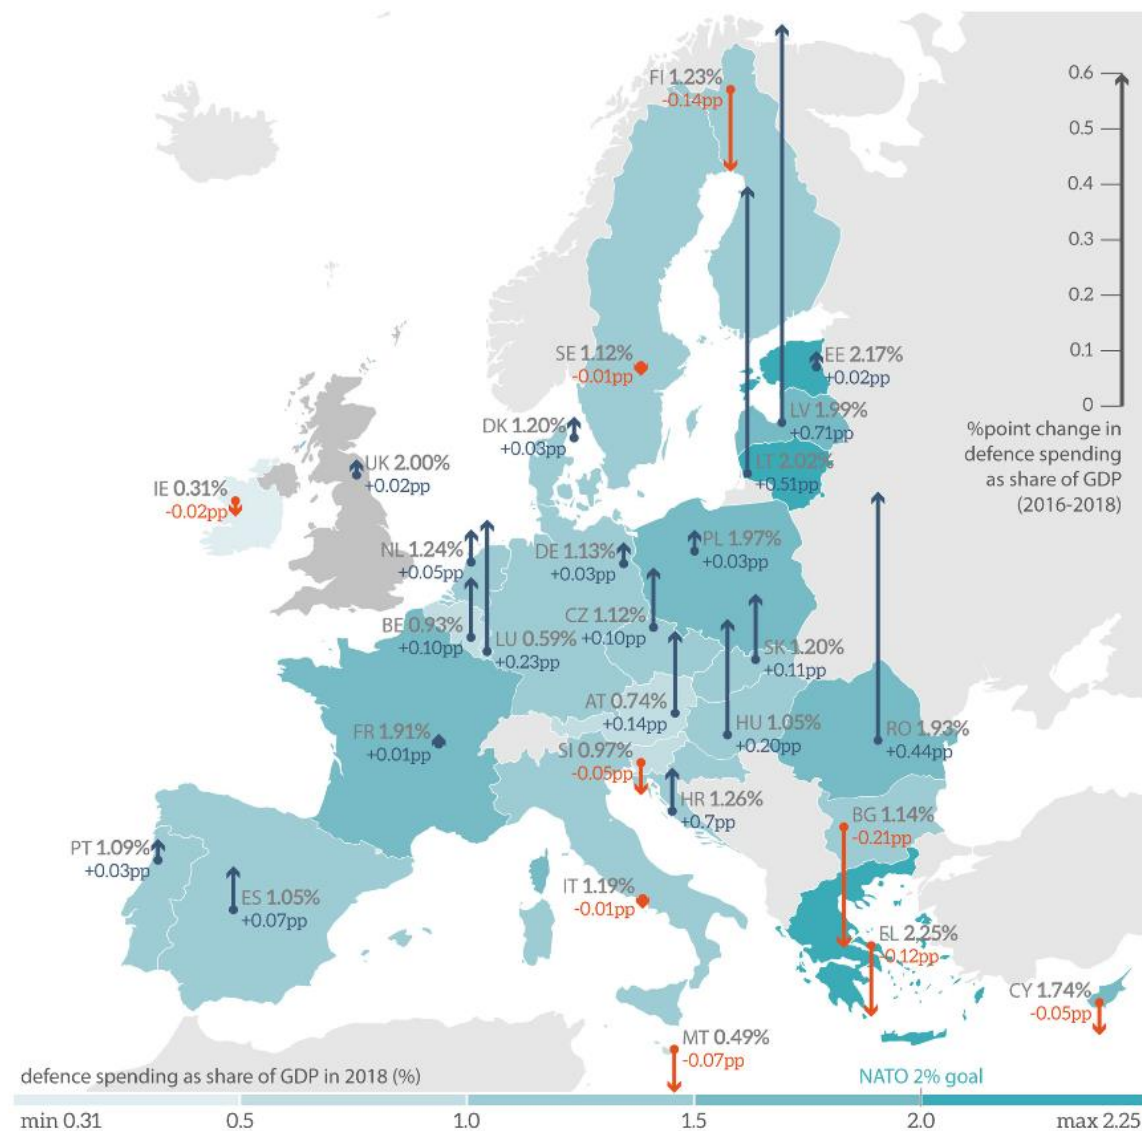 FI 1.23%
-0.14pp
0.6
0.5
0.4
0.3
0.2
0.1
0
%point change in
defence spending
as share of GDP
(2016-2018)
SE 1.12%
-0.01pp
EE 2.17%
+0.02pp
LV 1.99%
+0.71pp
DK 1.20%
+0.03pp
LT 2.02%
+0.51pp
UK 2.00%
+0.02pp
IE 0.31%
-0.02pp
NL 1.24%
+0.05pp
DE 1.13%
+0.03pp
PL 1.97%
+0.03pp
BE 0.93%
+0.10pp
LU 0.59%
+0.23pp
CZ 1.12%
+0.10pp
SK 1.20%
+0.11pp
AT 0.74%
+0.14pp
HU 1.05%
+0.20pp
RO 1.93%
+0.44pp
FR 1.91%
+0.01pp
SI 0.97%
-0.05pp
HR 1.26%
+0.7pp
BG 1.14%
-0.21pp
PT 1.09%
+0.03pp
ES 1.05%
+0.07pp
IT 1.19%
-0.01pp
EL 2.25%
-0.12pp
CY 1.74%
-0.05pp
MT 0.49%
-0.07pp
defence spending as share of GDP in 2018 (%)
NATO 2% goal
min 0.31
0.5
1.0
1.5
2.0
max 2.25